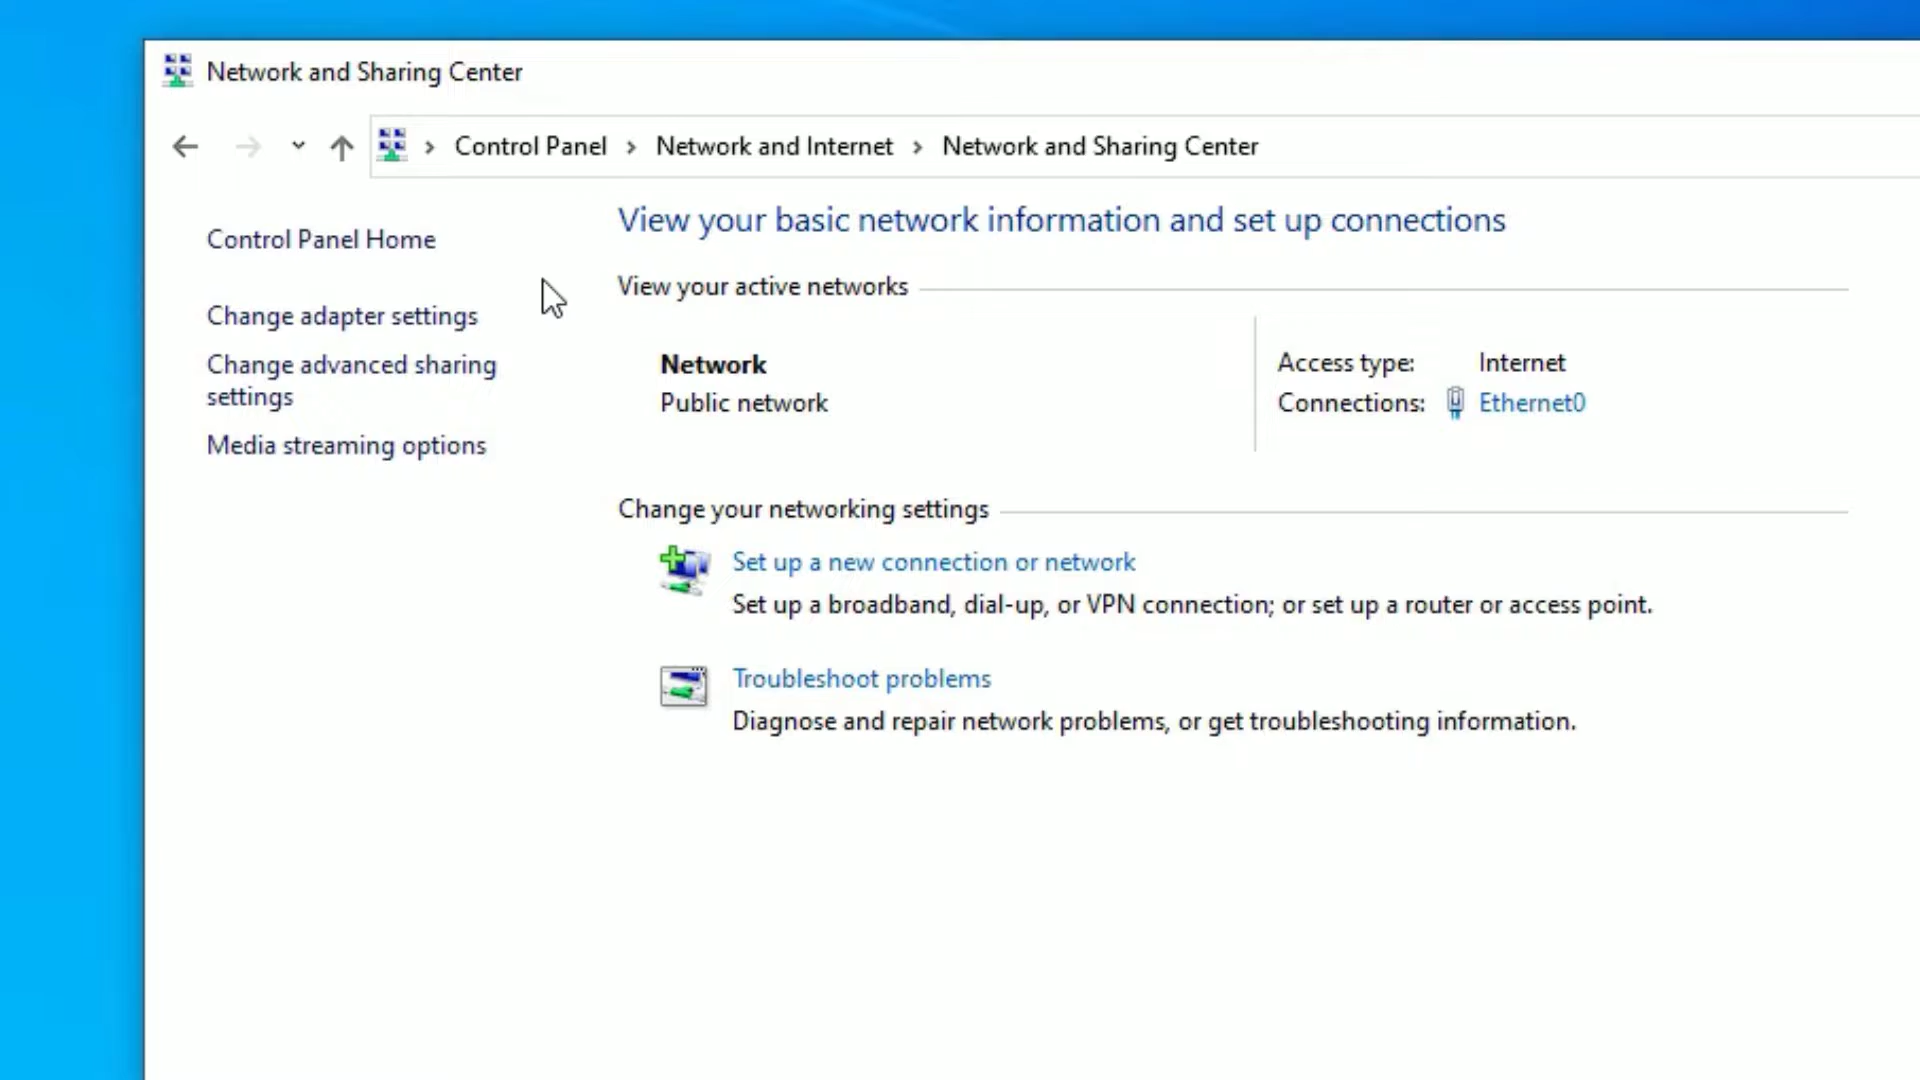 Network and Sharing Center
Control Panel > Network and Internet > Network and Sharing Center
Control Panel Home
Change adapter settings
Change advanced sharing
settings
Media streaming options
View your basic network information and set up connections
View your active networks
Network
Public network
Access type: Internet
Connections: Ethernet0
Change your networking settings
Set up a new connection or network
Set up a broadband, dial-up, or VPN connection; or set up a router or access point.
Troubleshoot problems
Diagnose and repair network problems, or get troubleshooting information.